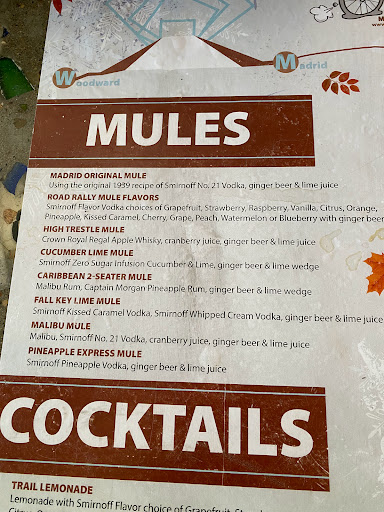 Woodward
Madrid
MULES
MADRID ORIGINAL MULE
Using the original 1939 recipe of Smirnoff No. 21 Vodka, ginger beer & lime juice
ROAD RALLY MULE FLAVORS
Smirnoff Flavor Vodka choices of Grapefruit, Strawberry, Raspberry, Vanilla, Citrus, Orange,
Pineapple, Kissed Caramel, Cherry, Grape, Peach, Watermelon or Blueberry with ginger beer
HIGH TRESTLE MULE
Crown Royal Regal Apple Whisky, cranberry juice, ginger beer & lime juice
CUCUMBER LIME MULE
Smirnoff Zero Sugar Infusion Cucumber & Lime, ginger beer & lime wedge
CARIBBEAN 2-SEATER MULE
Malibu Rum, Captain Morgan Pineapple Rum, ginger beer & lime wedge
FALL KEY LIME MULE
Smirnoff Kissed Caramel Vodka, Smirnoff Whipped Cream Vodka, ginger beer & lime juice
MALIBU MULE
Malibu, Smirnoff No. 21 Vodka, cranberry juice, ginger beer & lime juice
PINEAPPLE EXPRESS MULE
Smirnoff Pineapple Vodka, ginger beer & lime juice
COCKTAILS
TRAIL LEMONADE
Lemonade with Smirnoff Flavor choice of Grapefruit,